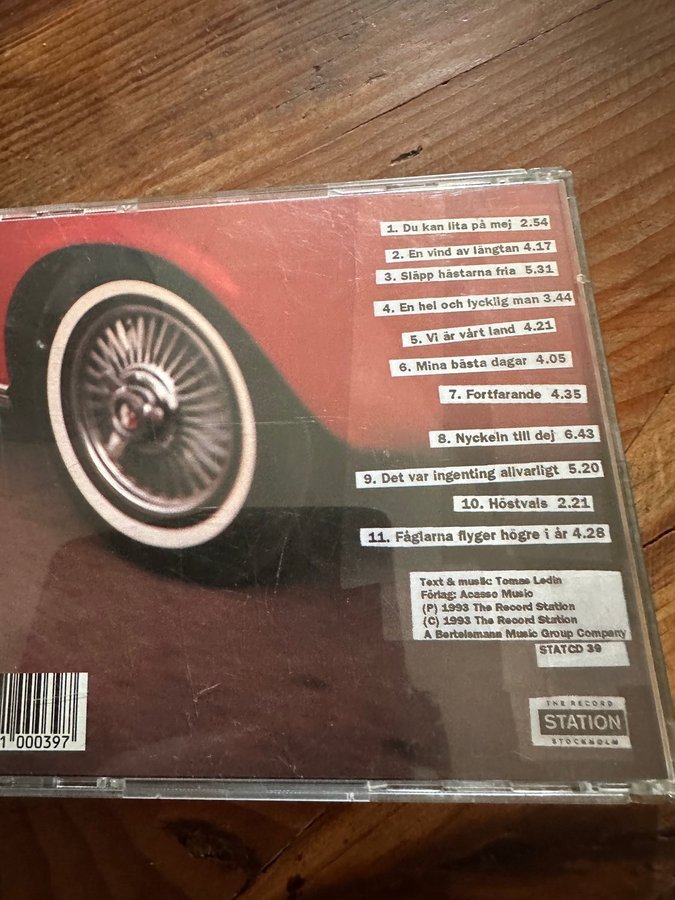 1. Du kan lita på mej 2.54
2. En vind av längtan 4.17
3. Släpp hästarna fria 5.31
4. En hel och lycklig man 3.44
5. Vi är vårt land 4.21
6. Mina bästa dagar 4.05
7. Fortfarande 4.35
8. Nyckeln till dej 6.43
9. Det var ingenting allvarligt 5.20
10. Höstvals 2.21
11. Fåglarna flyger högre i år 4.28
Text & musik: Tomas Ledin
Förlag: Acasso Music
(P) 1993 The Record Station
(C) 1993 The Record Station
A Bertelsmann Music Group Company
STATCD 39
THE RECORD
STATION
STOCKHOLM
1 000397